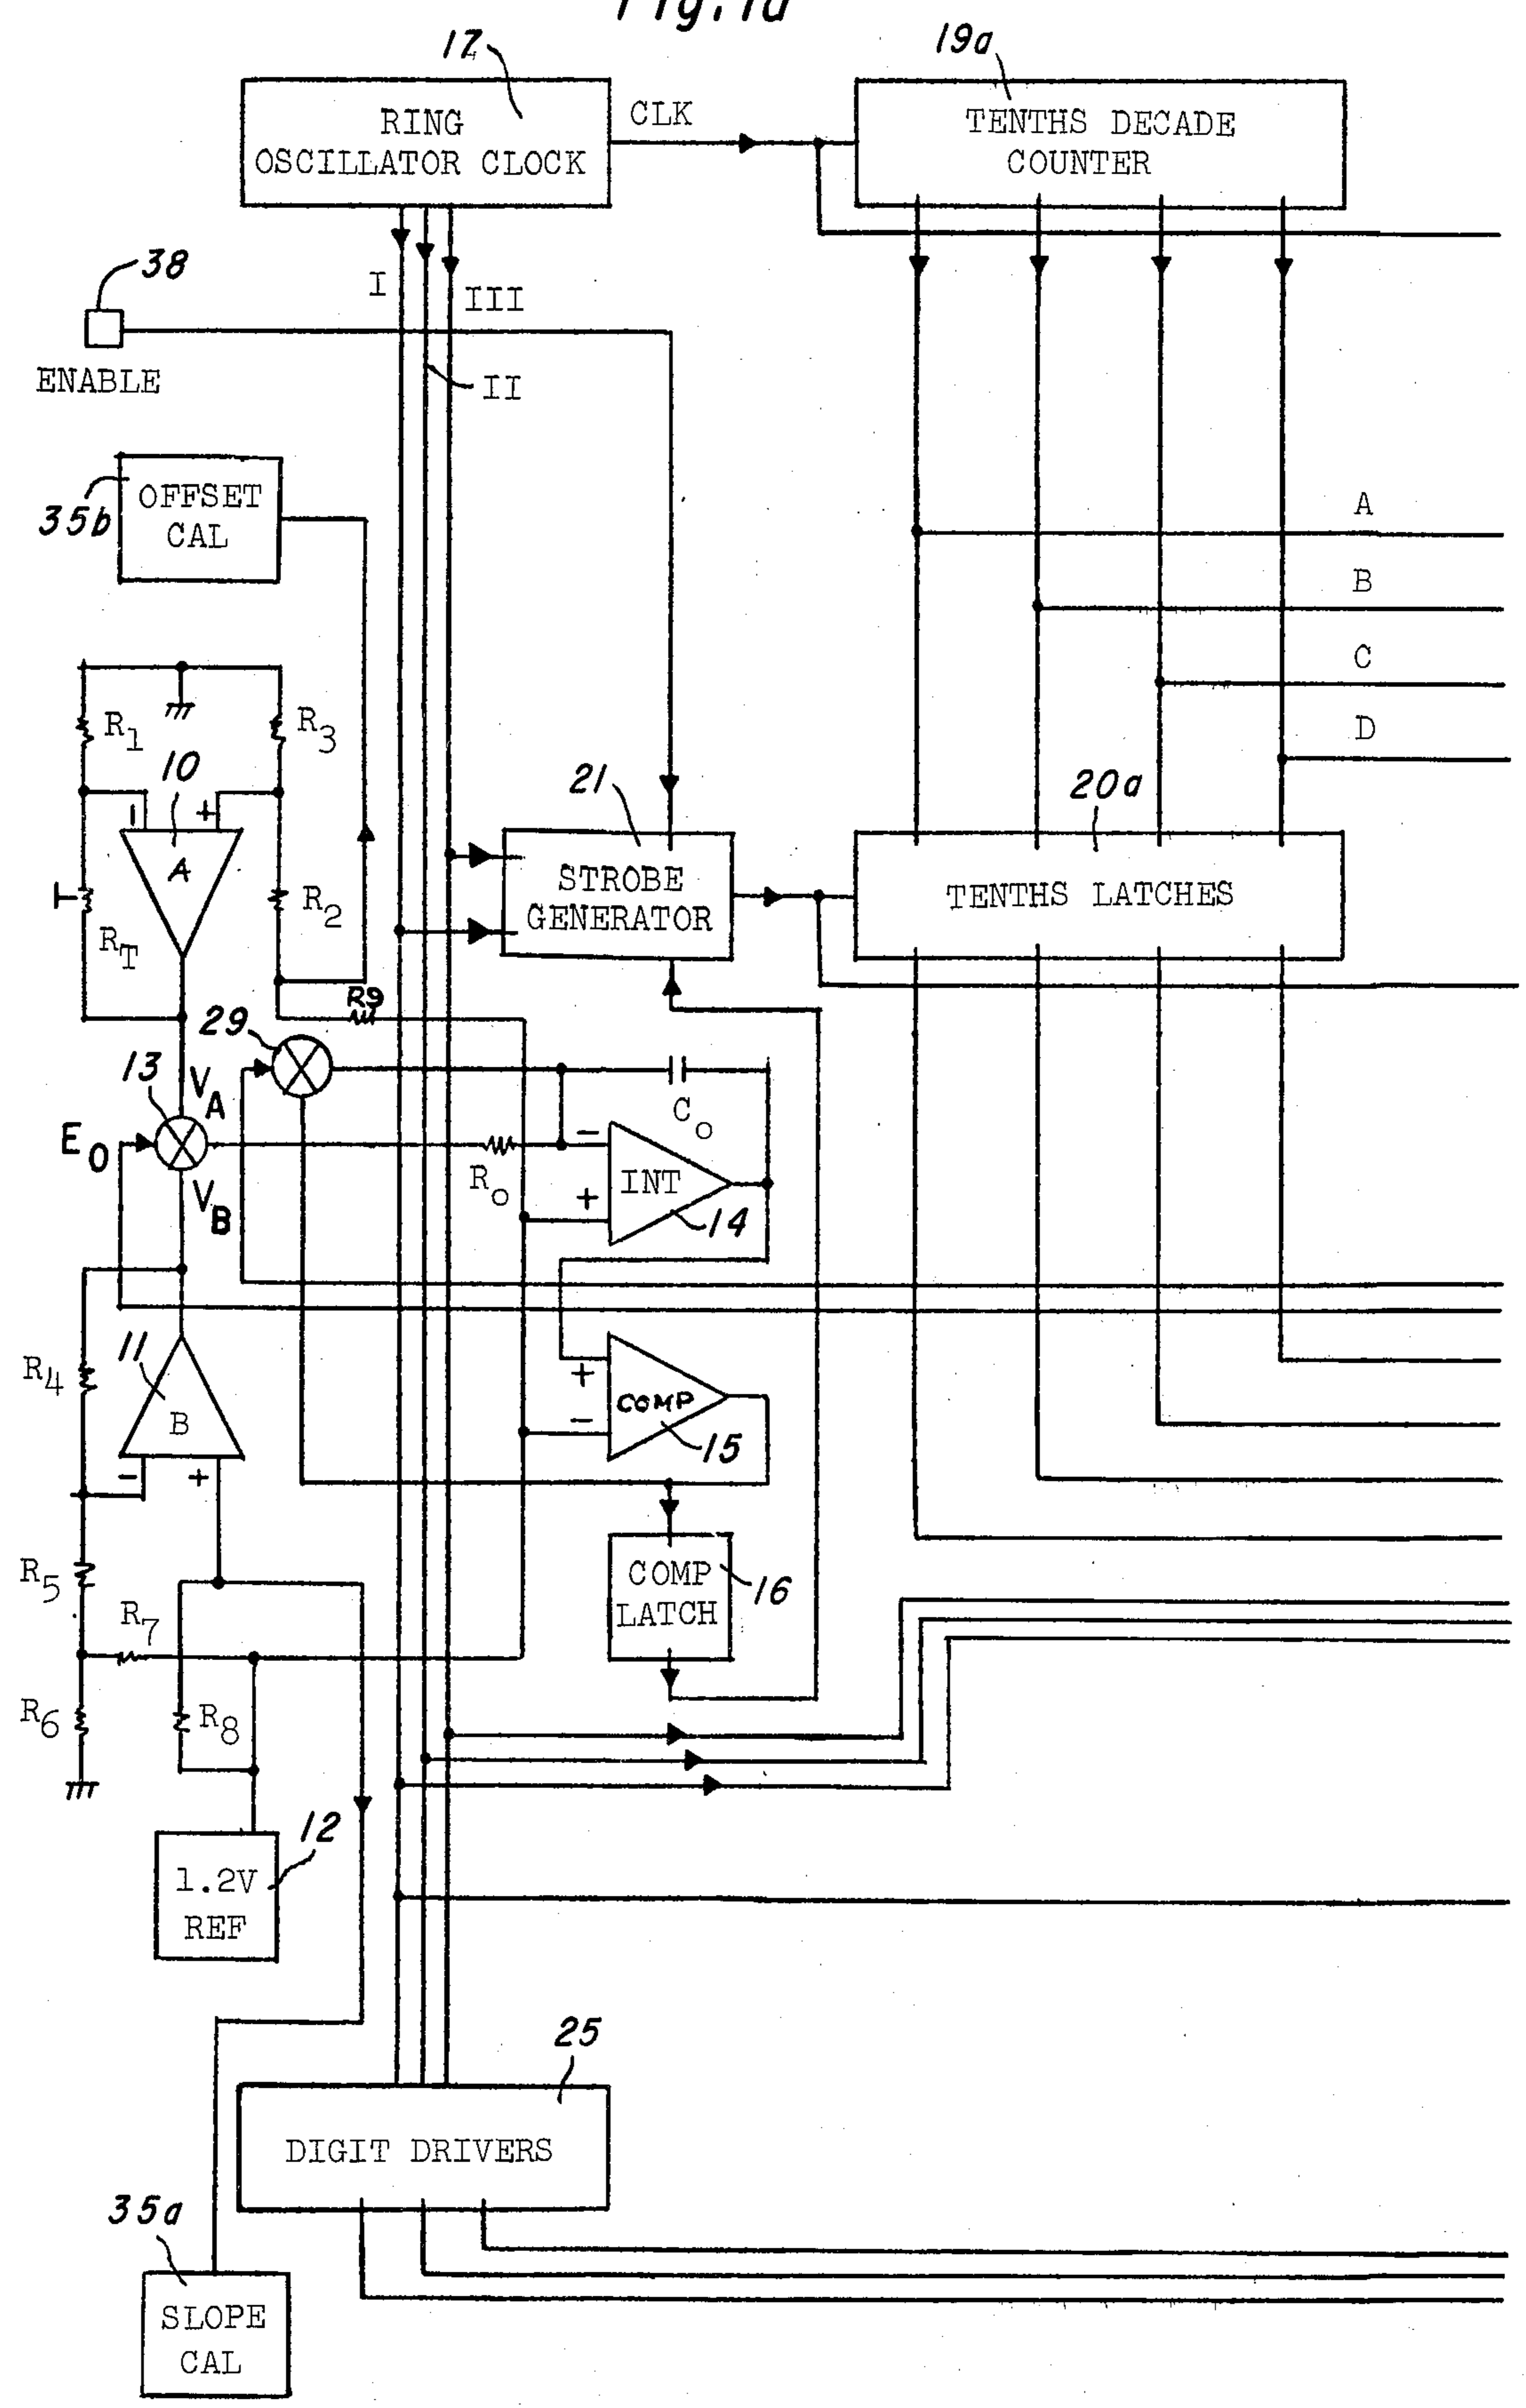 Fig. 1a
17
19a
RING
OSCILLATOR CLOCK
CLK
TENTHS DECADE
COUNTER
38
I
III
II
ENABLE
35b
OFFSET
CAL
A
B
C
D
R1
R3
10
- +
A
RT
R2
R9
21
STROBE
GENERATOR
20a
TENTHS LATCHES
29
13
VA
E0
VB
Co
Ro
-
+
INT
14
R4
11
B
- +
+
-
COMP
15
R5
R7
COMP
LATCH
16
R6
R8
12
1.2V
REF
25
DIGIT DRIVERS
35a
SLOPE
CAL